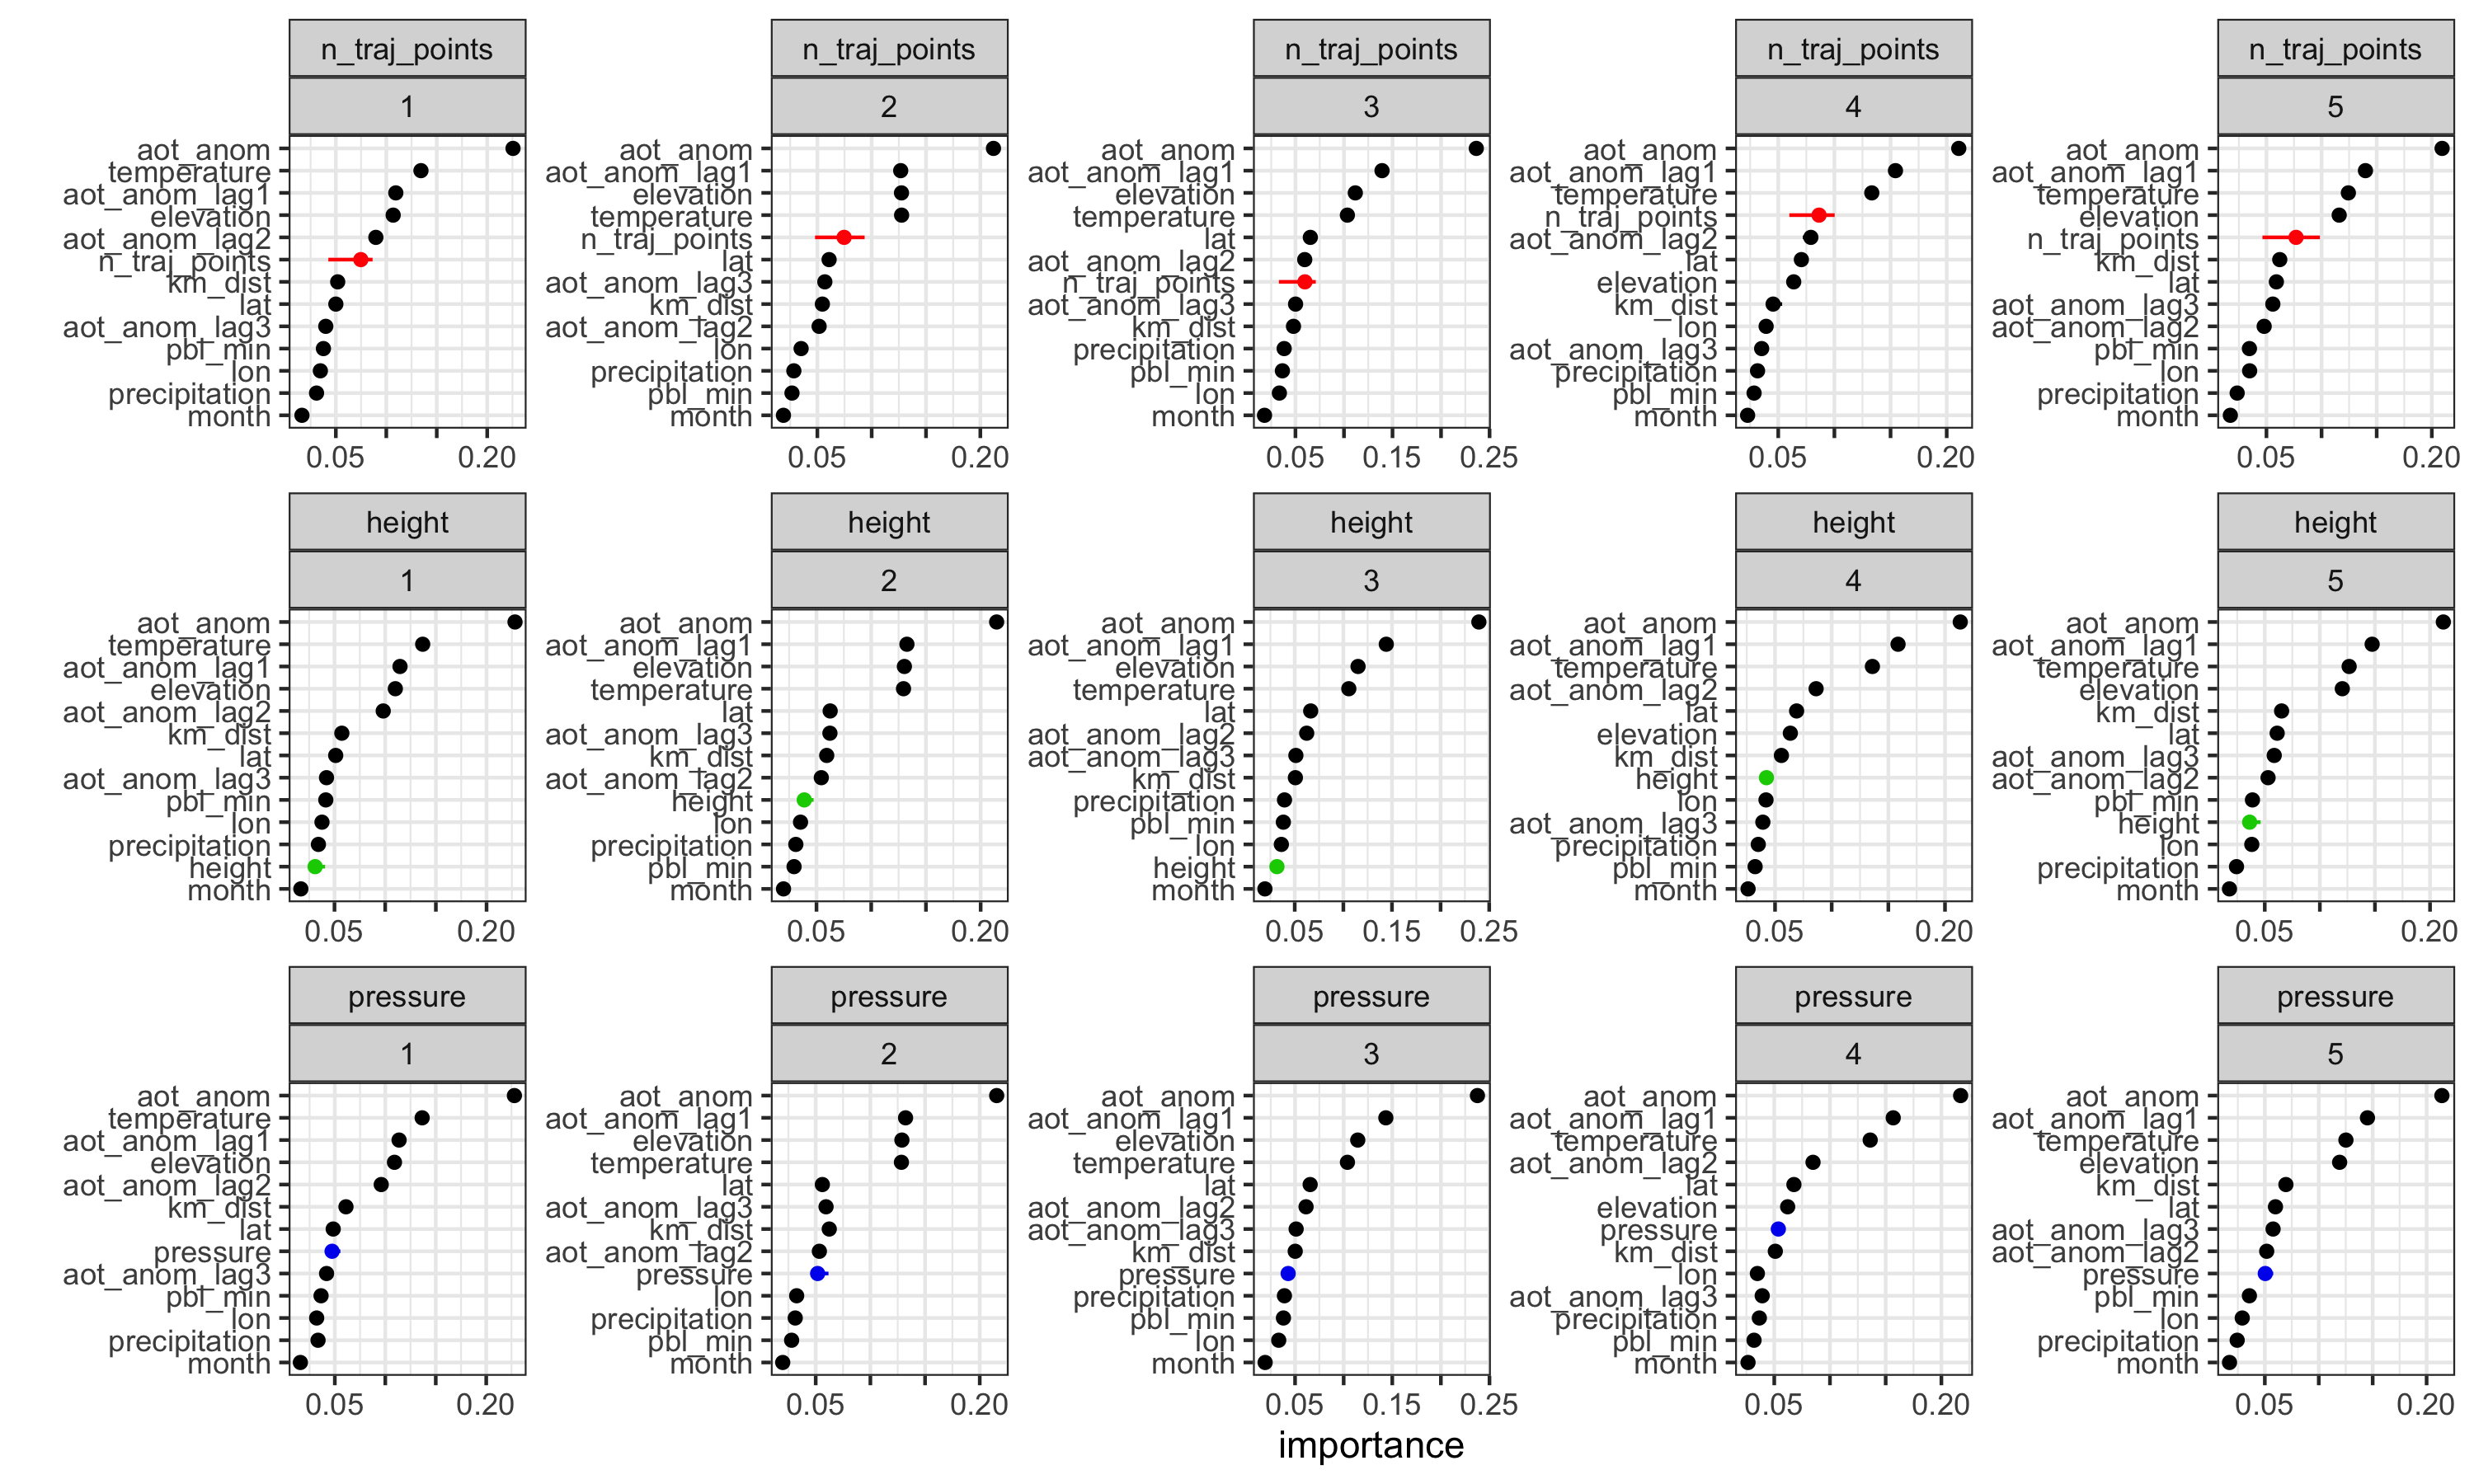 n_traj_points n_traj_points n_traj_points n_traj_points n_traj_points
1 2 3 4 5
aot_anom aot_anom aot_anom aot_anom aot_anom
temperature aot_anom_lag1 aot_anom_lag1 aot_anom_lag1 aot_anom_lag1
aot_anom_lag1 elevation elevation temperature temperature
elevation temperature temperature n_traj_points elevation
aot_anom_lag2 n_traj_points lat aot_anom_lag2 n_traj_points
n_traj_points lat aot_anom_lag2 lat km_dist
km_dist aot_anom_lag3 n_traj_points elevation lat
lat km_dist aot_anom_lag3 km_dist aot_anom_lag3
aot_anom_lag3 aot_anom_lag2 km_dist lon aot_anom_lag2
pbl_min lon precipitation aot_anom_lag3 pbl_min
lon precipitation pbl_min precipitation lon
precipitation pbl_min lon pbl_min precipitation
month month month month month
0.05 0.20 0.05 0.20 0.05 0.15 0.25 0.05 0.20 0.05 0.20
height height height height height
1 2 3 4 5
aot_anom aot_anom aot_anom aot_anom aot_anom
temperature aot_anom_lag1 aot_anom_lag1 aot_anom_lag1 aot_anom_lag1
aot_anom_lag1 elevation elevation temperature temperature
elevation temperature temperature aot_anom_lag2 elevation
aot_anom_lag2 lat lat lat km_dist
km_dist aot_anom_lag3 aot_anom_lag2 elevation lat
lat km_dist aot_anom_lag3 km_dist aot_anom_lag3
aot_anom_lag3 aot_anom_lag2 km_dist height aot_anom_lag2
pbl_min height precipitation lon pbl_min
lon lon pbl_min aot_anom_lag3 height
precipitation precipitation lon precipitation lon
height pbl_min height pbl_min precipitation
month month month month month
0.05 0.20 0.05 0.20 0.05 0.15 0.25 0.05 0.20 0.05 0.20
pressure pressure pressure pressure pressure
1 2 3 4 5
aot_anom aot_anom aot_anom aot_anom aot_anom
temperature aot_anom_lag1 aot_anom_lag1 aot_anom_lag1 aot_anom_lag1
aot_anom_lag1 elevation elevation temperature temperature
elevation temperature temperature aot_anom_lag2 elevation
aot_anom_lag2 lat lat lat km_dist
km_dist aot_anom_lag3 aot_anom_lag2 elevation lat
lat km_dist aot_anom_lag3 pressure aot_anom_lag3
pressure aot_anom_lag2 km_dist km_dist aot_anom_lag2
aot_anom_lag3 pressure pressure lon pressure
pbl_min lon precipitation aot_anom_lag3 pbl_min
lon precipitation pbl_min precipitation lon
precipitation pbl_min lon pbl_min precipitation
month month month month month
0.05 0.20 0.05 0.20 0.05 0.15 0.25 0.05 0.20 0.05 0.20
importance